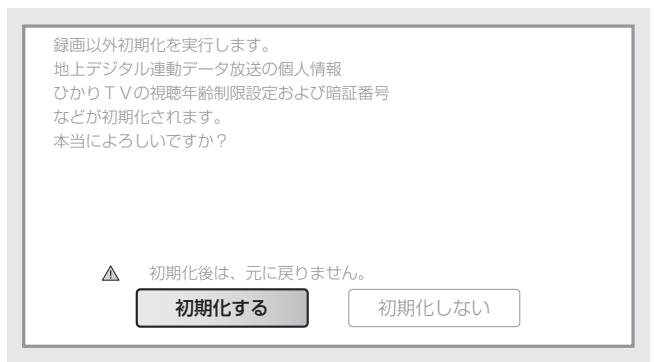 録画以外初期化を実行します。
地上デジタル連動データ放送の個人情報
ひかりＴＶの視聴年齢制限設定および暗証番号
などが初期化されます。
本当によろしいですか？
初期化後は、元に戻りません。
初期化する 初期化しない